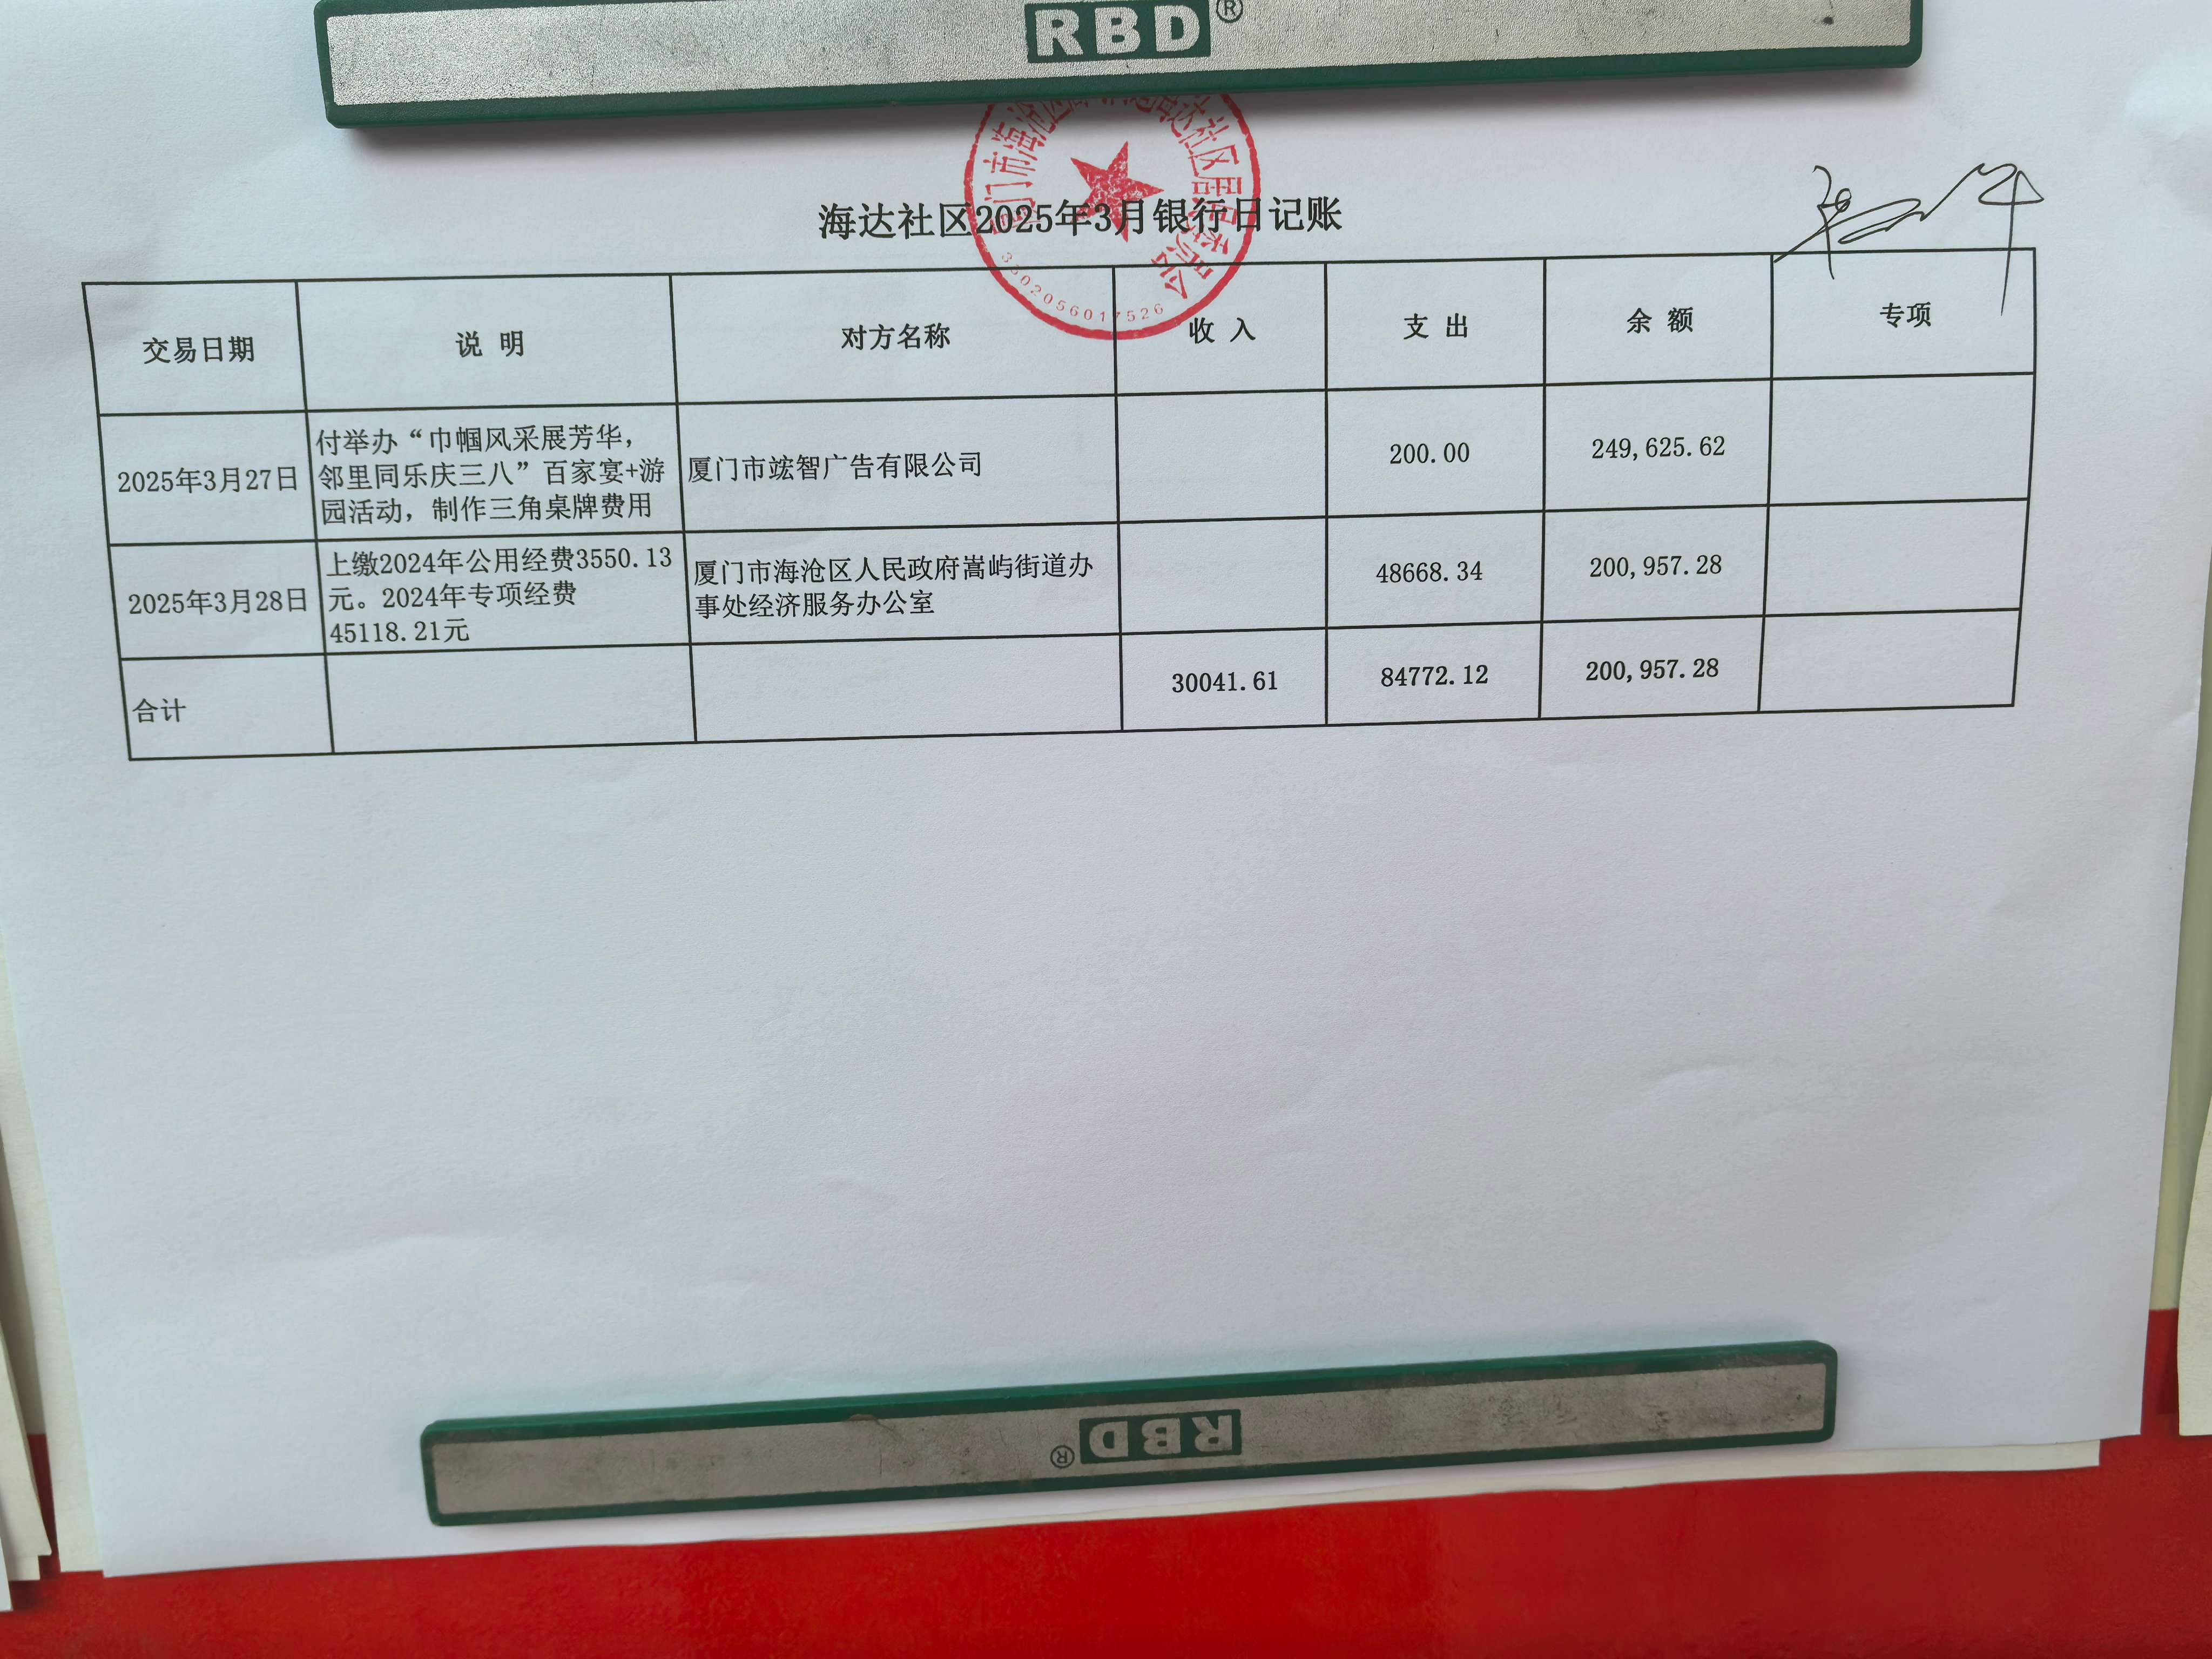 RBD®
海达社区2025年3月银行日记账
3502056017526
交易日期 说 明 对方名称 收 入 支 出 余 额 专项
2025年3月27日
付举办“巾帼风采展芳华，
邻里同乐庆三八”百家宴+游
园活动，制作三角桌牌费用
厦门市竑智广告有限公司
200.00
249,625.62
2025年3月28日
上缴2024年公用经费3550.13
元。2024年专项经费
45118.21元
厦门市海沧区人民政府嵩屿街道办
事处经济服务办公室
48668.34
200,957.28
合计 30041.61 84772.12 200,957.28
RBD®